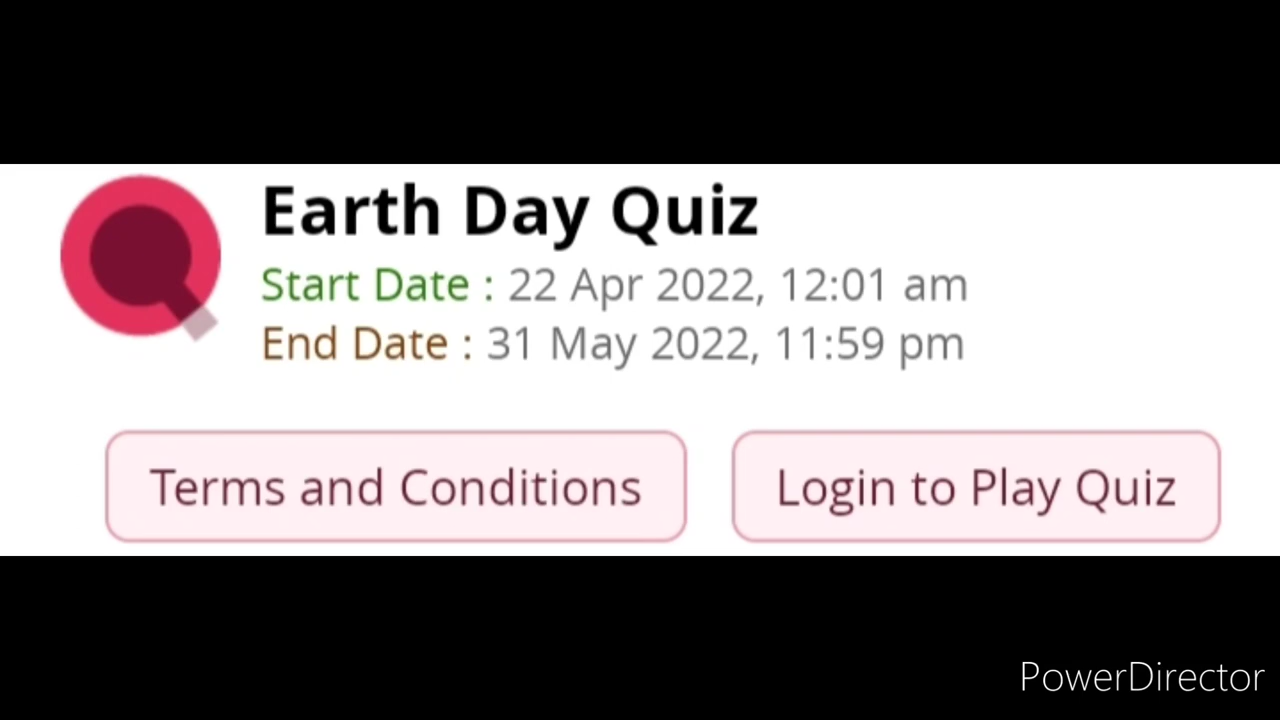 Earth Day Quiz
Start Date : 22 Apr 2022, 12:01 am
End Date : 31 May 2022, 11:59 pm
Terms and Conditions
Login to Play Quiz
PowerDirector